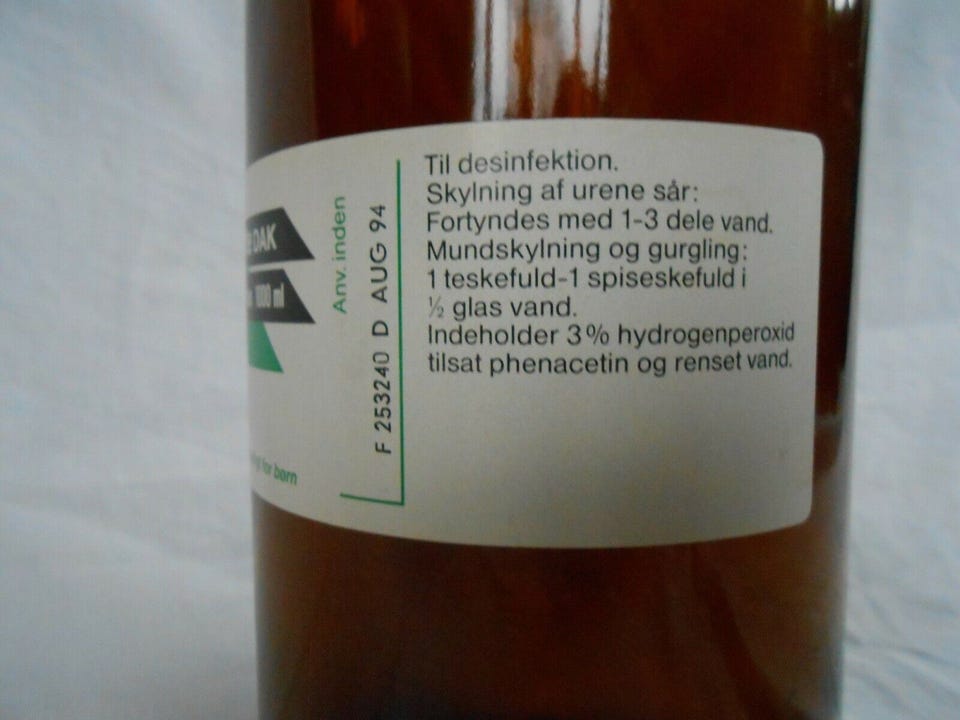 DAK
1000 ml
for børn
Anv. inden
F 253240 D AUG 94
Til desinfektion.
Skylning af urene sår:
Fortyndes med 1-3 dele vand.
Mundskylning og gurgling:
1 teskefuld-1 spiseskefuld i
½ glas vand.
Indeholder 3% hydrogenperoxid
tilsat phenacetin og renset vand.